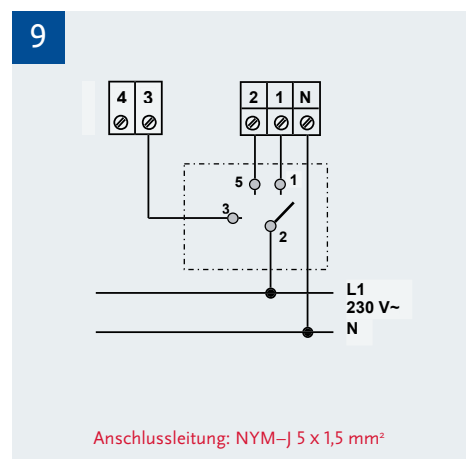 9
4 3 2 1 N
5 1
3
2
L1
230 V~
N
Anschlussleitung: NYM–J 5 x 1,5 mm²